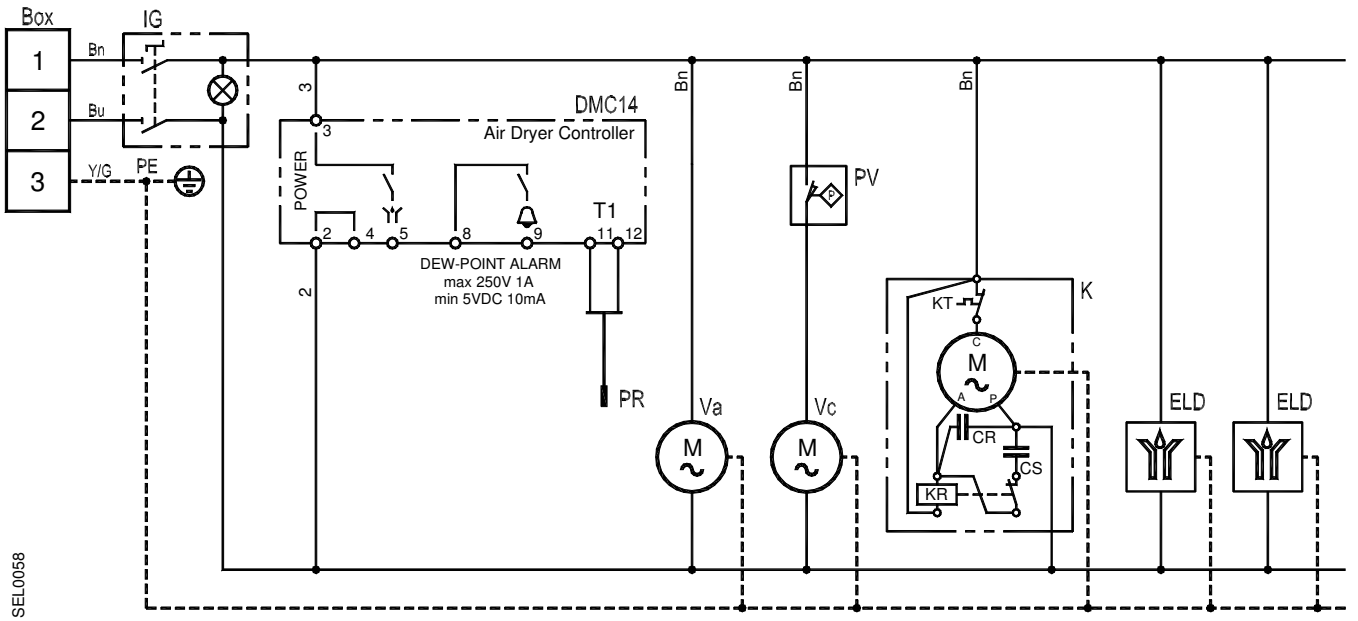 Box
IG
1
Bn
2
Bu
3
Y/G
PE
3
DMC14
Air Dryer Controller
3
POWER
T1
2
4
5
8
9
11
12
DEW-POINT ALARM
max 250V 1A
min 5VDC 10mA
2
PR
Bn
Va
M
Bn
P
PV
Vc
M
Bn
K
KT
C
M
A
P
CR
CS
KR
ELD
ELD
SEL0058